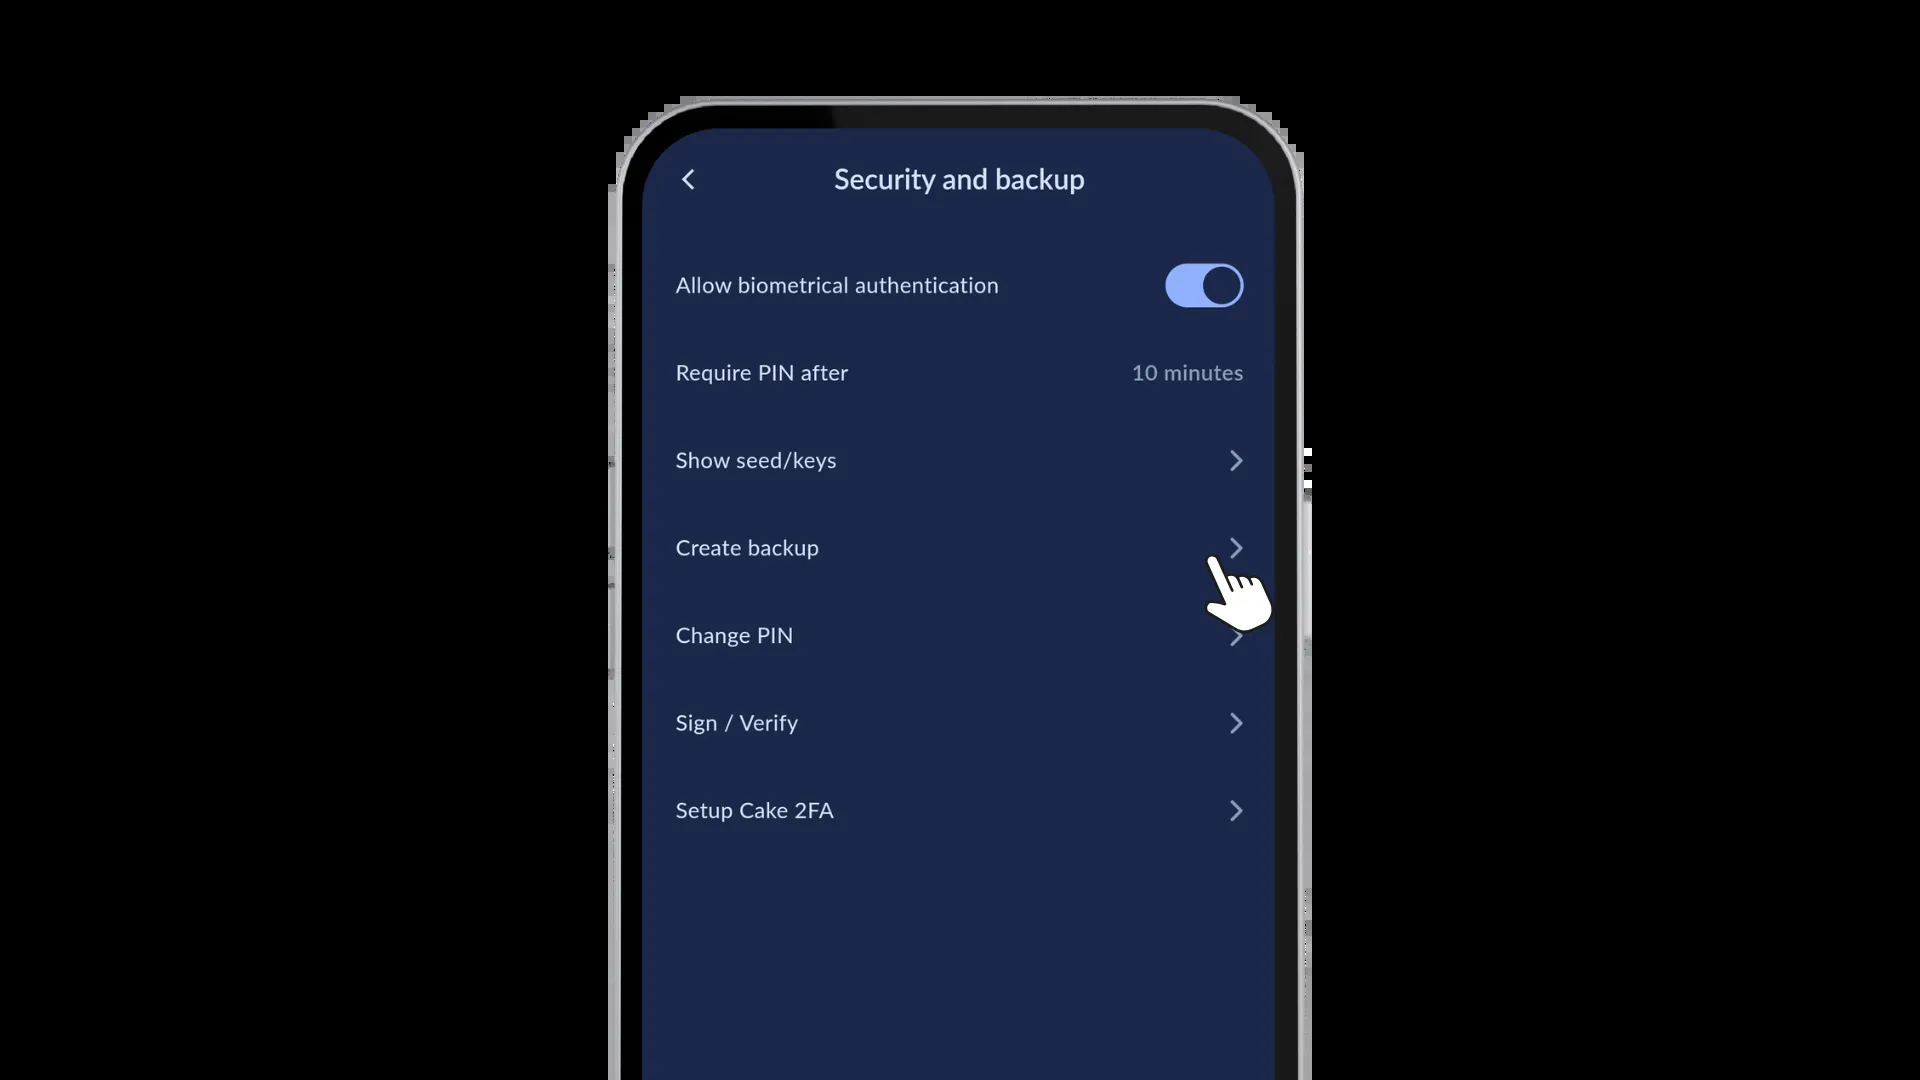 Security and backup
Allow biometrical authentication
Require PIN after 10 minutes
Show seed/keys
Create backup
Change PIN
Sign / Verify
Setup Cake 2FA